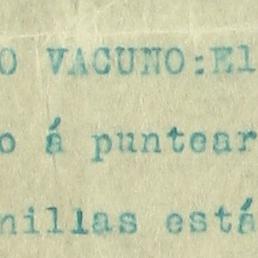 O VACUNO:El
o á puntear
nillas está